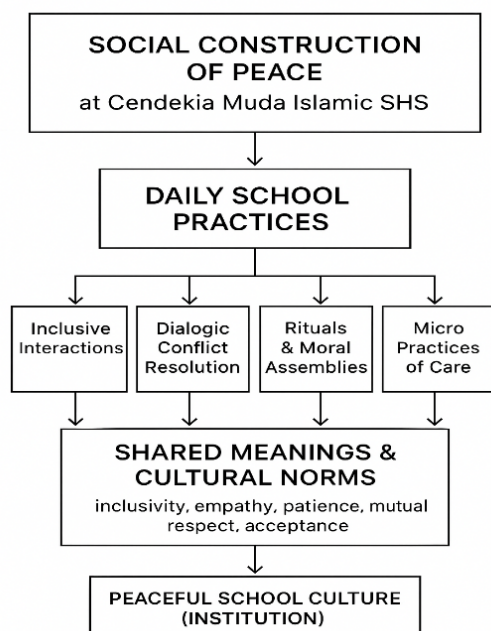 SOCIAL CONSTRUCTION
OF PEACE
at Cendekia Muda Islamic SHS
DAILY SCHOOL
PRACTICES
Inclusive
Interactions
Dialogic
Conflict
Resolution
Rituals
& Moral
Assemblies
Micro
Practices
of Care
SHARED MEANINGS &
CULTURAL NORMS
inclusivity, empathy, patience, mutual
respect, acceptance
PEACEFUL SCHOOL CULTURE
(INSTITUTION)